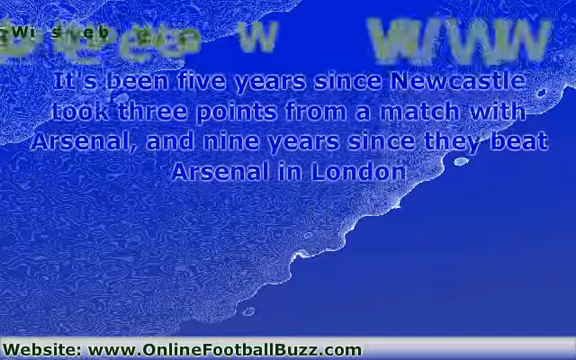 It's been five years since Newcastle
took three points from a match with
Arsenal, and nine years since they beat
Arsenal in London
Website: www.OnlineFootballBuzz.com